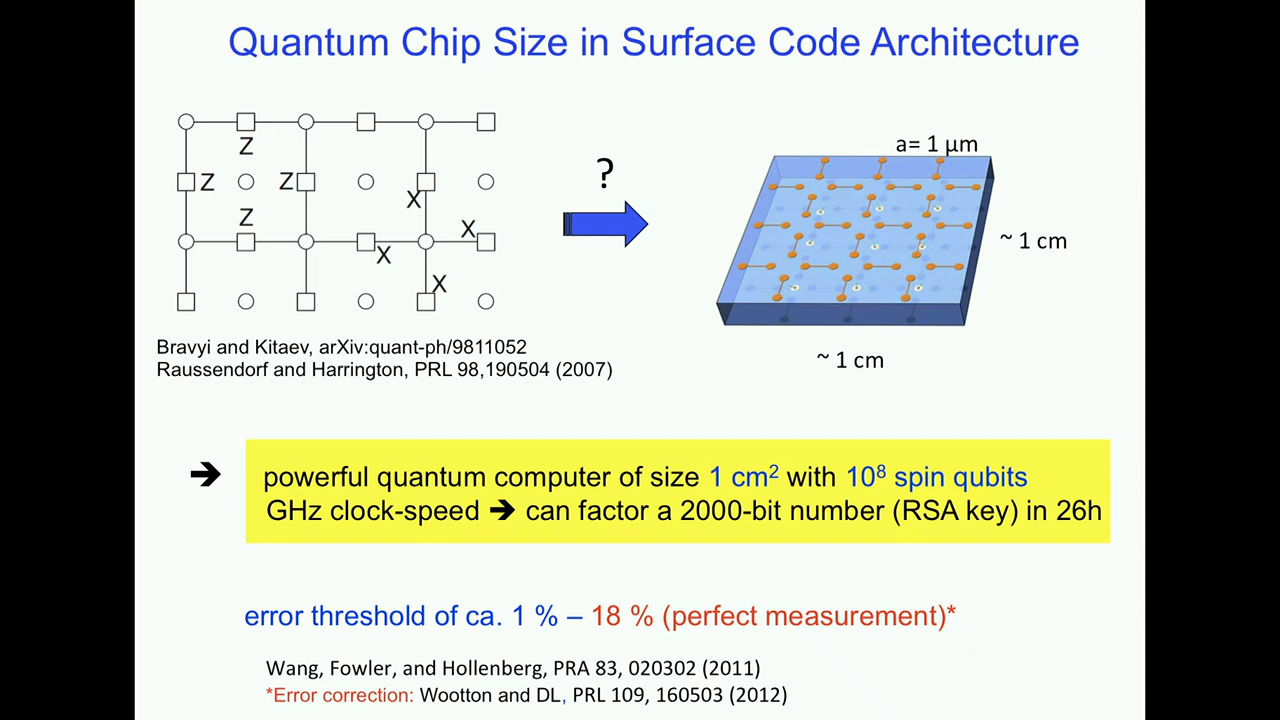 Quantum Chip Size in Surface Code Architecture
Z
Z Z
Z
X
X
X
X
?
a= 1 µm
~ 1 cm
~ 1 cm
Bravyi and Kitaev, arXiv:quant-ph/9811052
Raussendorf and Harrington, PRL 98,190504 (2007)
➔ powerful quantum computer of size 1 cm² with 10⁸ spin qubits
GHz clock-speed ➔ can factor a 2000-bit number (RSA key) in 26h
error threshold of ca. 1 % – 18 % (perfect measurement)*
Wang, Fowler, and Hollenberg, PRA 83, 020302 (2011)
*Error correction: Wootton and DL, PRL 109, 160503 (2012)